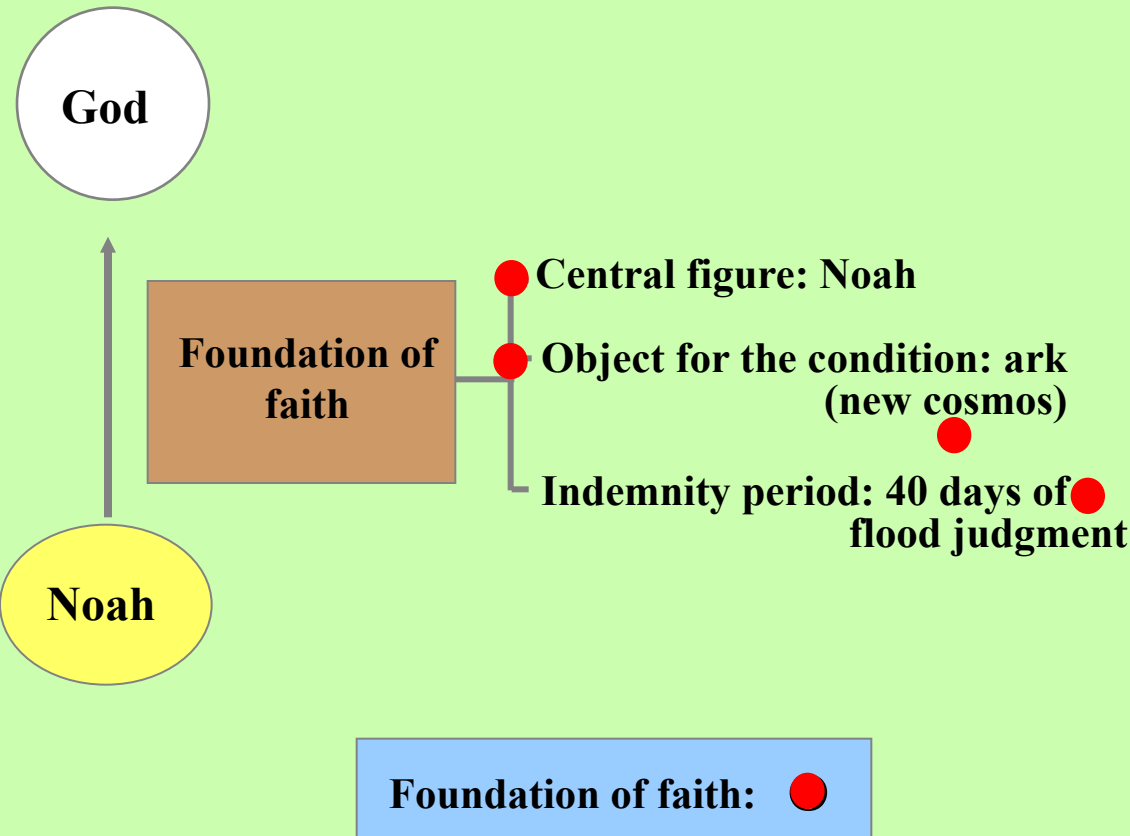 God
Central figure: Noah
Foundation of
faith
Object for the condition: ark
(new cosmos)
Indemnity period: 40 days of
flood judgment
Noah
Foundation of faith: